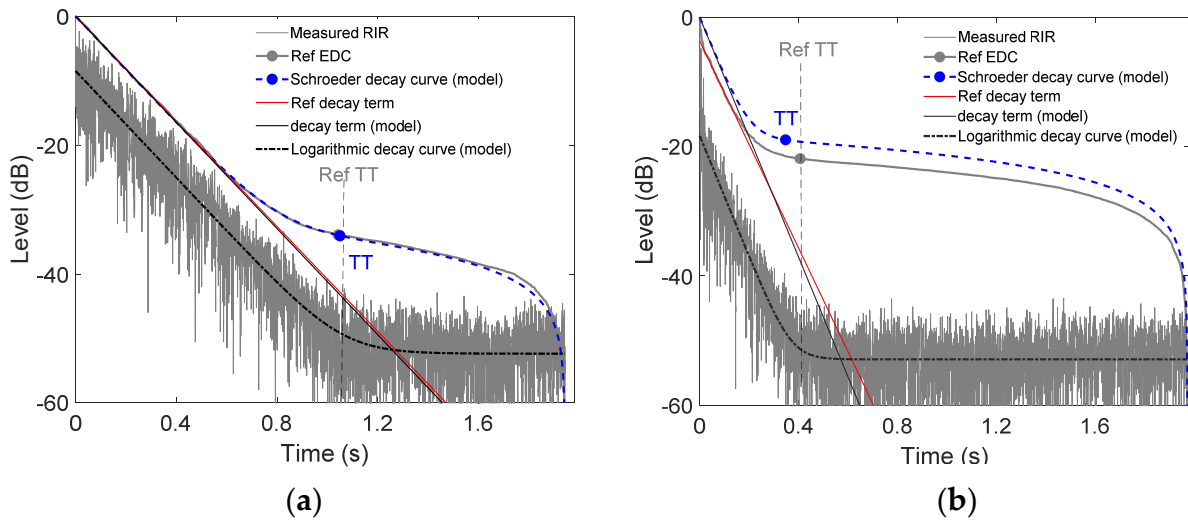 0
-20
-40
-60
Level (dB)
0
0.4
0.8
1.2
1.6
Time (s)
Measured RIR
Ref EDC
Schroeder decay curve (model)
Ref decay term
decay term (model)
Logarithmic decay curve (model)
Ref TT
TT
(a)
0
-20
-40
-60
Level (dB)
0
0.4
0.8
1.2
1.6
Time (s)
Ref TT
Measured RIR
Ref EDC
Schroeder decay curve (model)
Ref decay term
decay term (model)
Logarithmic decay curve (model)
TT
(b)